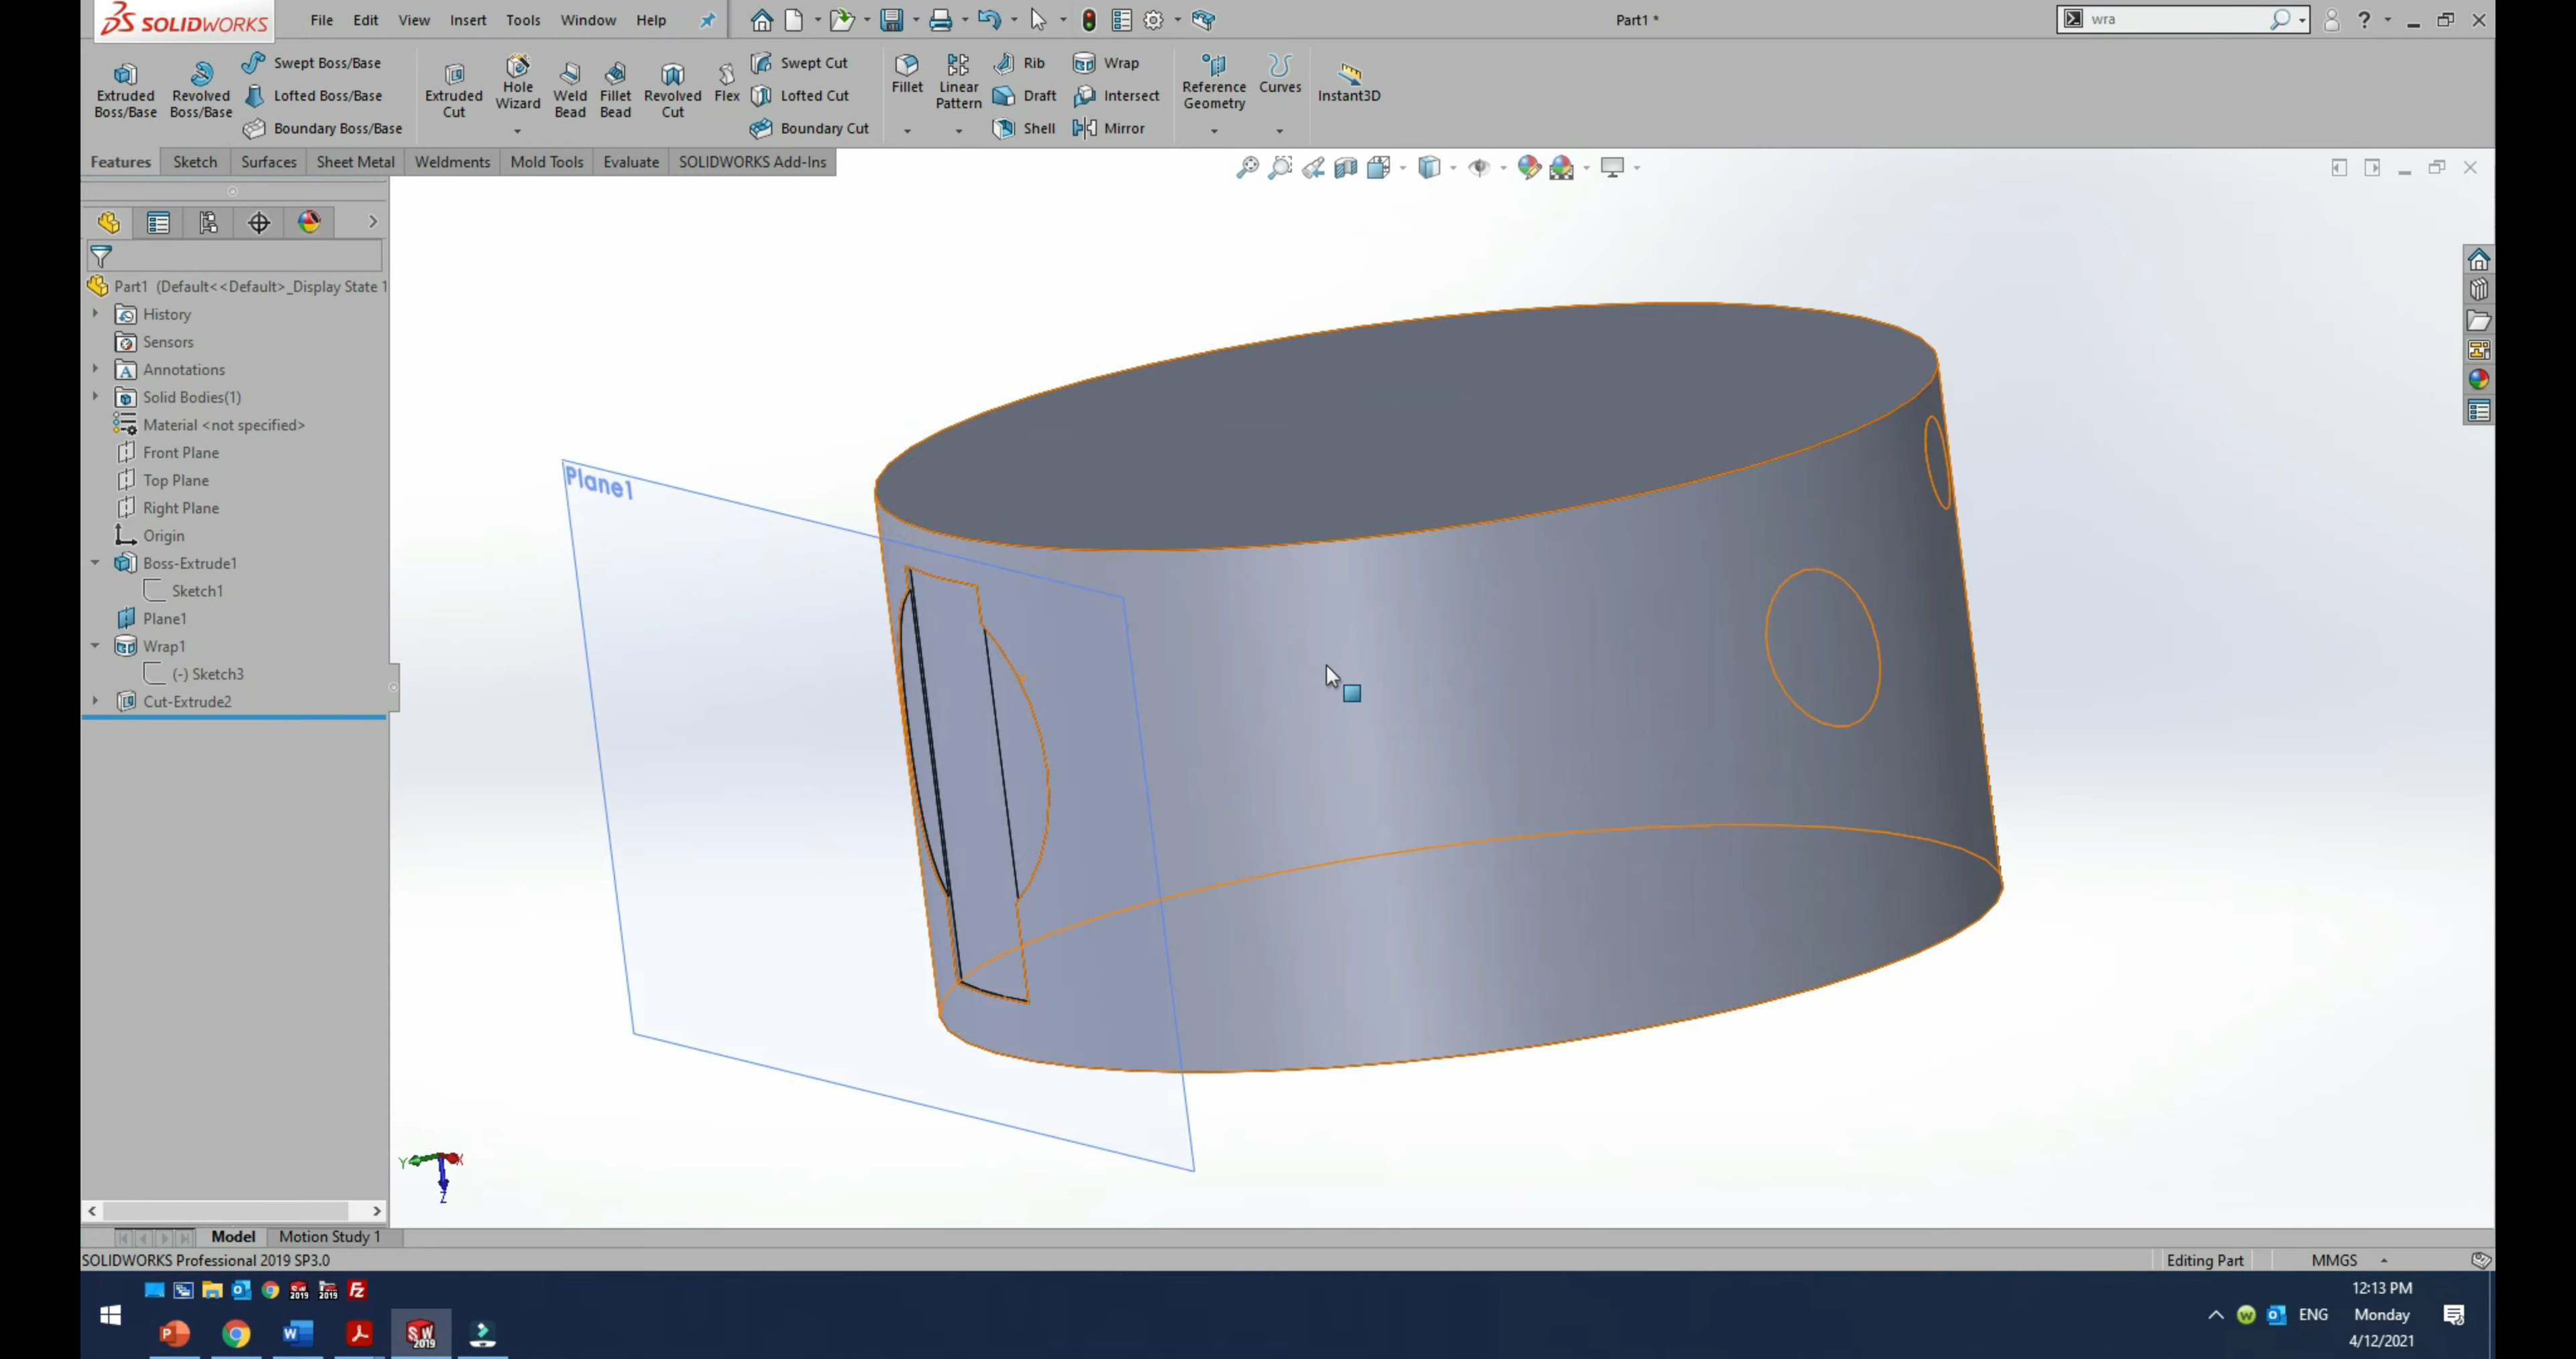 SOLIDWORKS File Edit View Insert Tools Window Help Part1 * wra
Extruded Boss/Base
Revolved Boss/Base
Swept Boss/Base
Lofted Boss/Base
Boundary Boss/Base
Extruded Cut
Hole Wizard
Weld Bead
Fillet Bead
Revolved Cut
Flex
Swept Cut
Lofted Cut
Boundary Cut
Fillet
Linear Pattern
Rib
Draft
Shell
Wrap
Intersect
Mirror
Reference Geometry
Curves
Instant3D
Features Sketch Surfaces Sheet Metal Weldments Mold Tools Evaluate SOLIDWORKS Add-Ins
Part1 (Default<<Default>_Display State 1
History
Sensors
Annotations
Solid Bodies(1)
Material <not specified>
Front Plane
Top Plane
Right Plane
Origin
Boss-Extrude1
Sketch1
Plane1
Wrap1
(-) Sketch3
Cut-Extrude2
Plane1
Y X
Z
Model Motion Study 1
SOLIDWORKS Professional 2019 SP3.0 Editing Part MMGS
2019 2019
SW 2019
ENG
12:13 PM
Monday
4/12/2021